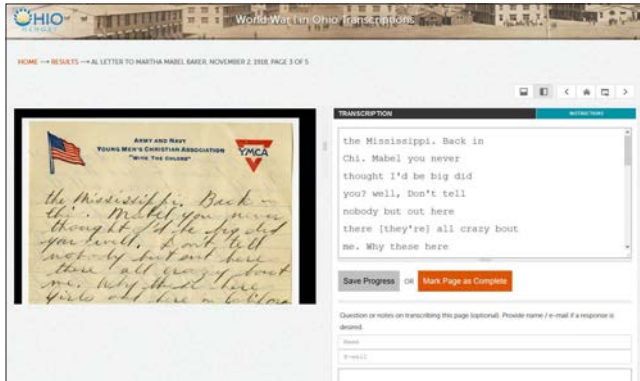 OHIO
MEMORY
World War I in Ohio Transcriptions
HOME → RESULTS → AL LETTER TO MARTHA MABEL BAKER, NOVEMBER 2, 1918, PAGE 3 OF 5
ARMY AND NAVY
YOUNG MEN'S CHRISTIAN ASSOCIATION
"WITH THE COLORS"
YMCA
the Mississippi. Back in
Chi. Mabel you never
thought I'd be big did
you? well, Don't tell
nobody but out here
there all crazy bout
me. Why these here
girls out here in
TRANSCRIPTION
INSTRUCTIONS
the Mississippi. Back in
Chi. Mabel you never
thought I'd be big did
you? well, Don't tell
nobody but out here
there [they're] all crazy bout
me. Why these here
Save Progress OR Mark Page as Complete
Question or notes on transcribing this page (optional). Provide name / e-mail if a response is
desired.
Name
E-mail